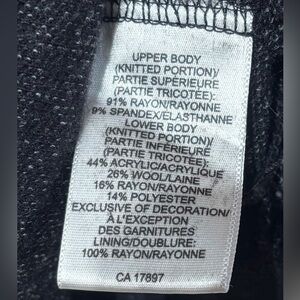 UPPER BODY
(KNITTED PORTION)/
PARTIE SUPÉRIEURE
(PARTIE TRICOTÉE):
91% RAYON/RAYONNE
9% SPANDEX/ELASTHANNE
LOWER BODY
(KNITTED PORTION)/
PARTIE INFÉRIEURE
(PARTIE TRICOTÉE):
44% ACRYLIC/ACRYLIQUE
26% WOOL/LAINE
16% RAYON/RAYONNE
14% POLYESTER
EXCLUSIVE OF DECORATION/
À L'EXCEPTION
DES GARNITURES
LINING/DOUBLURE:
100% RAYON/RAYONNE
CA 17897